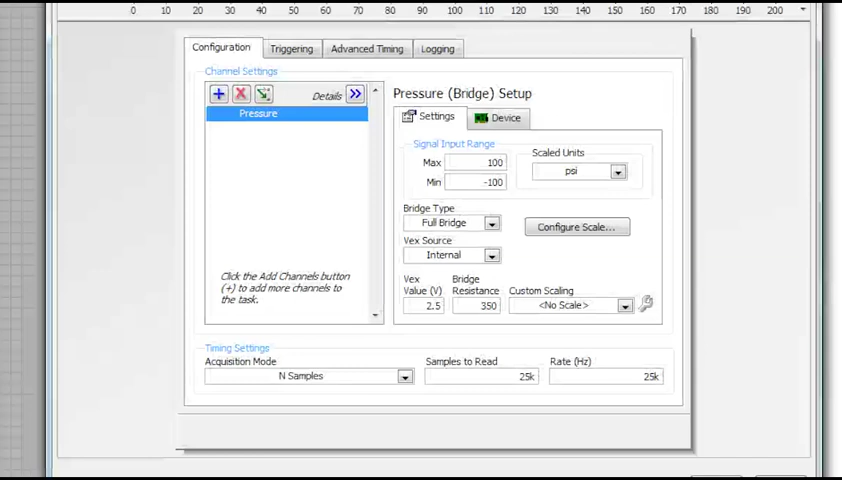 0 10 20 30 40 50 60 70 80 90 100 110 120 130 140 150 160 170 180 190 200
Configuration Triggering Advanced Timing Logging
Channel Settings
Details >>
Pressure
Click the Add Channels button
(+) to add more channels to
the task.
Pressure (Bridge) Setup
Settings Device
Signal Input Range
Max 100
Min -100
Scaled Units
psi
Bridge Type
Full Bridge
Configure Scale...
Vex Source
Internal
Vex
Value (V)
2.5
Bridge
Resistance
350
Custom Scaling
<No Scale>
Timing Settings
Acquisition Mode
N Samples
Samples to Read
25k
Rate (Hz)
25k